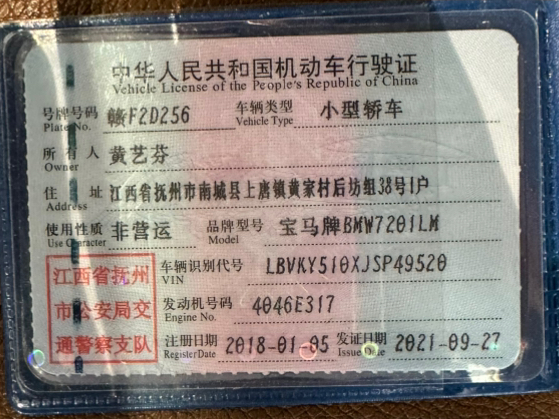 中华人民共和国机动车行驶证
Vehicle License of the People's Republic of China
号牌号码 赣F2D256 车辆类型 小型轿车
Plate No. Vehicle Type
所有人 黄艺芬
Owner
住址 江西省抚州市南城县上唐镇黄家村后坊组38号1户
Address
使用性质 非营运 品牌型号 宝马牌BMW7201LM
Use Character Model
江西省抚州
市公安局交
通警察支队
车辆识别代号 LBVKY510XJSP49520
VIN
发动机号码 4046E317
Engine No.
注册日期 2018-01-05 发证日期 2021-09-27
Register Date Issue Date